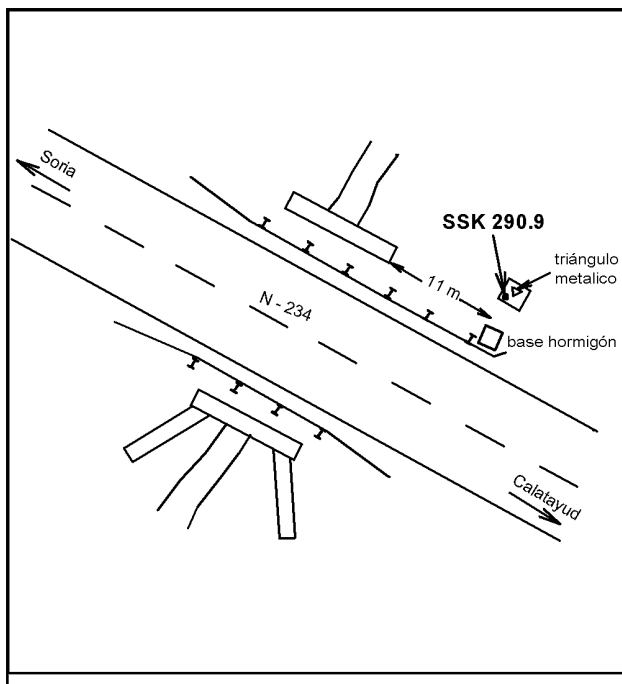 Soria
SSK 290.9
triángulo
metalico
11 m
N - 234
base hormigón
Calatayud